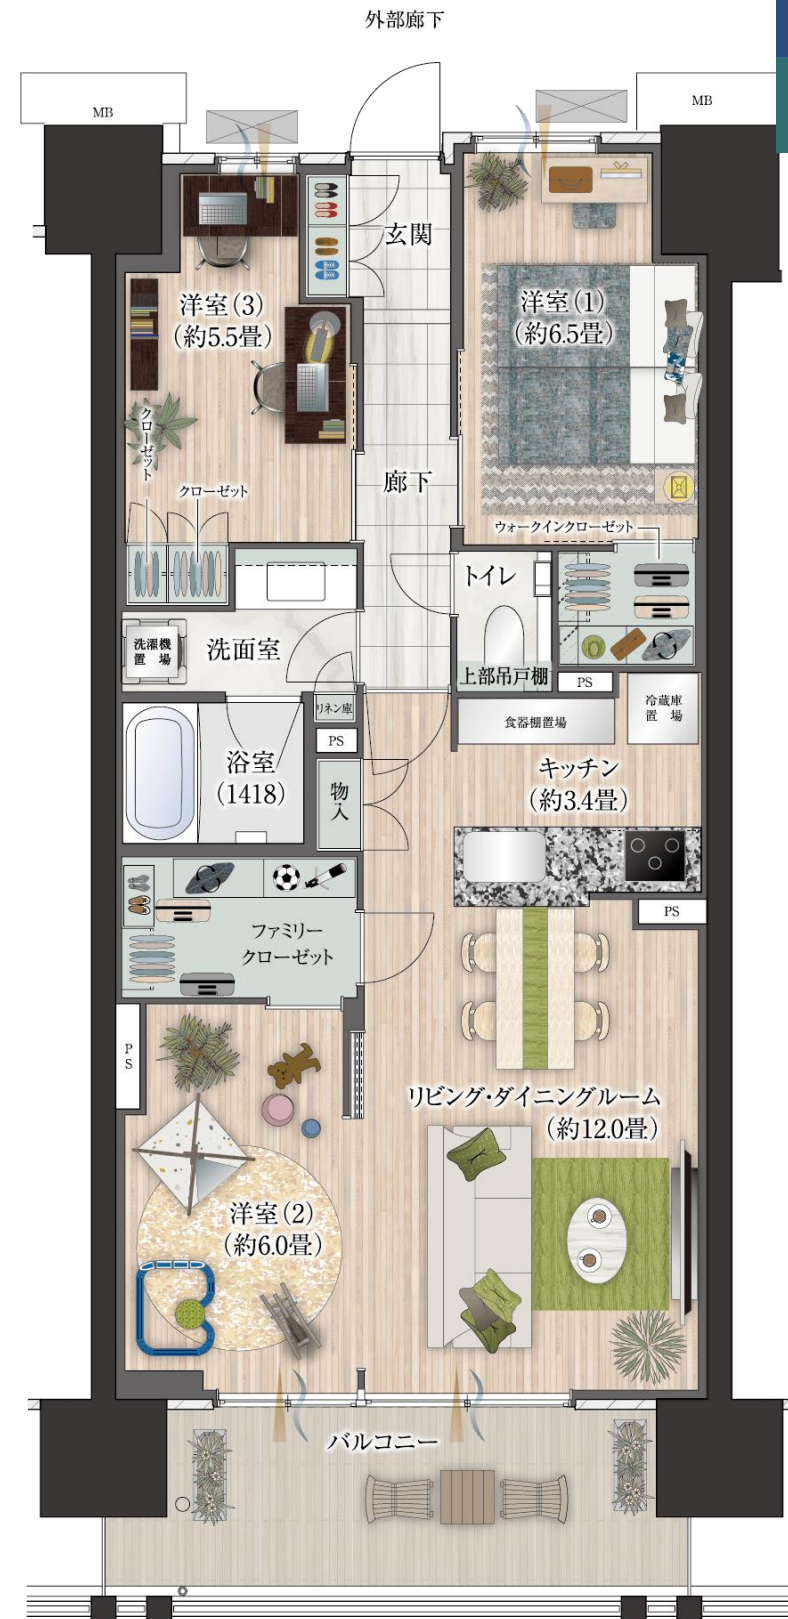 外部廊下
MB
MB
玄関
洋室(3)
(約5.5畳)
洋室(1)
(約6.5畳)
クローゼット
クローゼット
廊下
ウォークインクローゼット
トイレ
洗濯機
置場
洗面室
上部吊戸棚
PS
冷蔵庫
置場
リネン庫
食器棚置場
PS
浴室
(1418)
物入
キッチン
(約3.4畳)
PS
ファミリー
クローゼット
PS
リビング・ダイニングルーム
(約12.0畳)
洋室(2)
(約6.0畳)
バルコニー